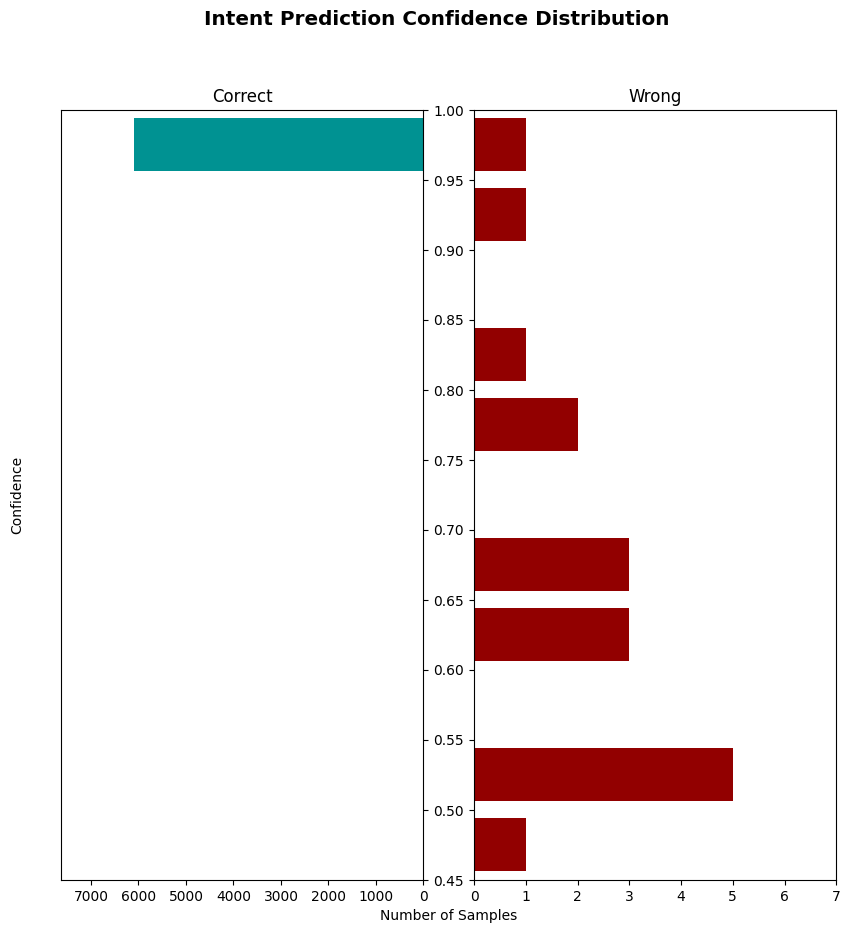 Intent Prediction Confidence Distribution
Correct
Wrong
1.00
0.95
0.90
0.85
0.80
0.75
0.70
0.65
0.60
0.55
0.50
0.45
Confidence
7000 6000 5000 4000 3000 2000 1000 0
0 1 2 3 4 5 6 7
Number of Samples